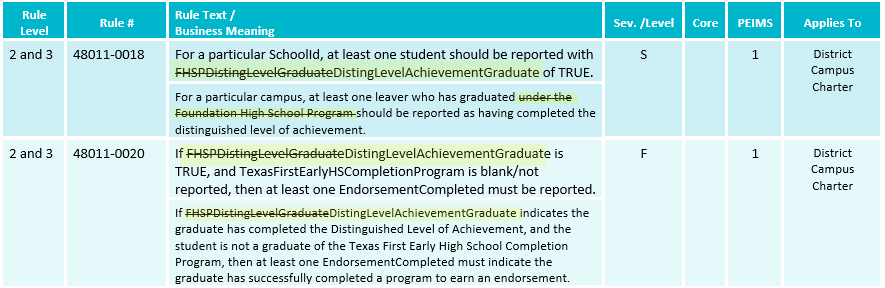 Rule Level
Rule #
Rule Text /
Business Meaning
Sev. /Level
Core
PEIMS
Applies To
2 and 3
48011-0018
For a particular SchoolId, at least one student should be reported with
FHSPDistingLevelGraduateDistingLevelAchievementGraduate of TRUE.
For a particular campus, at least one leaver who has graduated under the
Foundation High School Program should be reported as having completed the
distinguished level of achievement.
S
1
District
Campus
Charter
2 and 3
48011-0020
If FHSPDistingLevelGraduateDistingLevelAchievementGraduate is
TRUE, and TexasFirstEarlyHSCompletionProgram is blank/not
reported, then at least one EndorsementCompleted must be reported.
If FHSPDistingLevelGraduateDistingLevelAchievementGraduate indicates the
graduate has completed the Distinguished Level of Achievement, and the
student is not a graduate of the Texas First Early High School Completion
Program, then at least one EndorsementCompleted must indicate the
graduate has successfully completed a program to earn an endorsement.
F
1
District
Campus
Charter